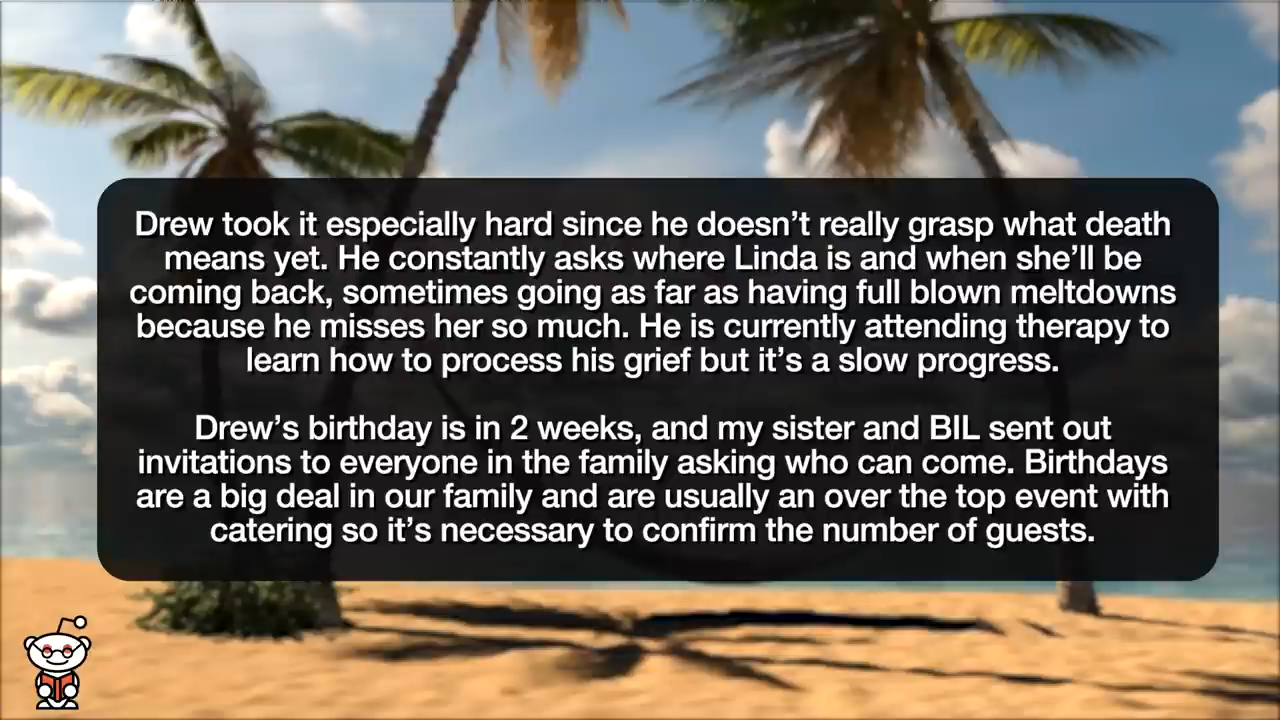 Drew took it especially hard since he doesn’t really grasp what death
means yet. He constantly asks where Linda is and when she’ll be
coming back, sometimes going as far as having full blown meltdowns
because he misses her so much. He is currently attending therapy to
learn how to process his grief but it’s a slow progress.
Drew’s birthday is in 2 weeks, and my sister and BIL sent out
invitations to everyone in the family asking who can come. Birthdays
are a big deal in our family and are usually an over the top event with
catering so it’s necessary to confirm the number of guests.